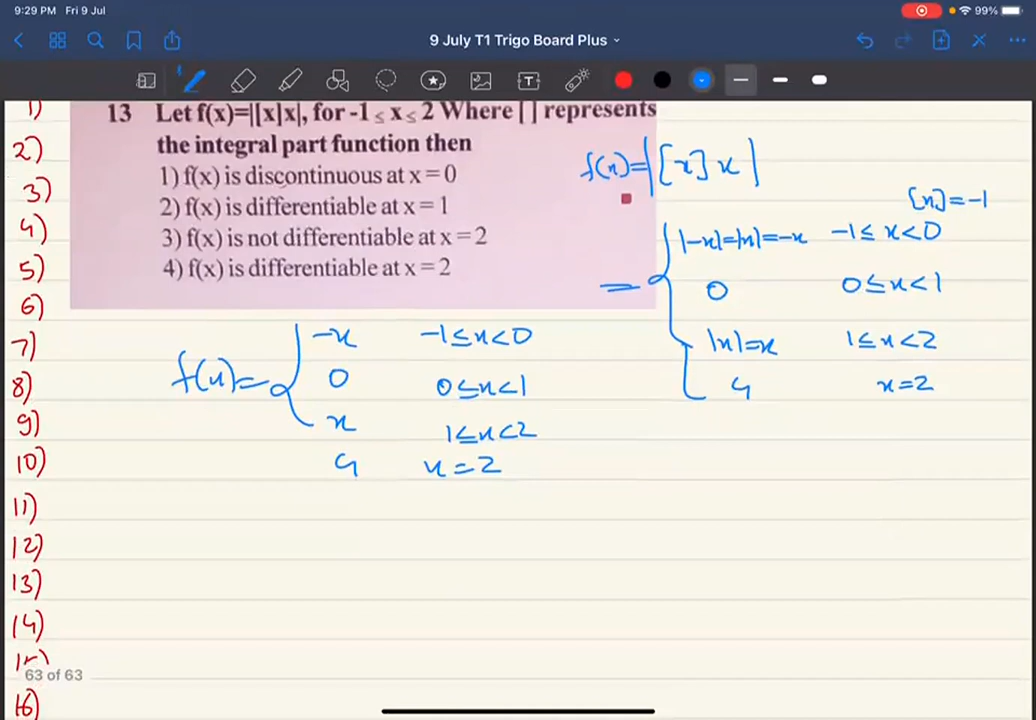 9:29 PM Fri 9 Jul
99%
9 July T1 Trigo Board Plus
13 Let f(x)=|[x]x|, for -1 ≤ x ≤ 2 Where [ ] represents
the integral part function then
1) f(x) is discontinuous at x = 0
2) f(x) is differentiable at x = 1
3) f(x) is not differentiable at x = 2
4) f(x) is differentiable at x = 2
f(x)=|[x] x|
[x]=-1
= { |-x|=|x|=-x -1≤x<0
0 0≤x<1
|x|=x 1≤x<2
4 x=2
f(x)= { -x -1≤x<0
0 0≤x<1
x 1≤x<2
4 x=2
1)
2)
3)
4)
5)
6)
7)
8)
9)
10)
11)
12)
13)
14)
15)
63 of 63
16)